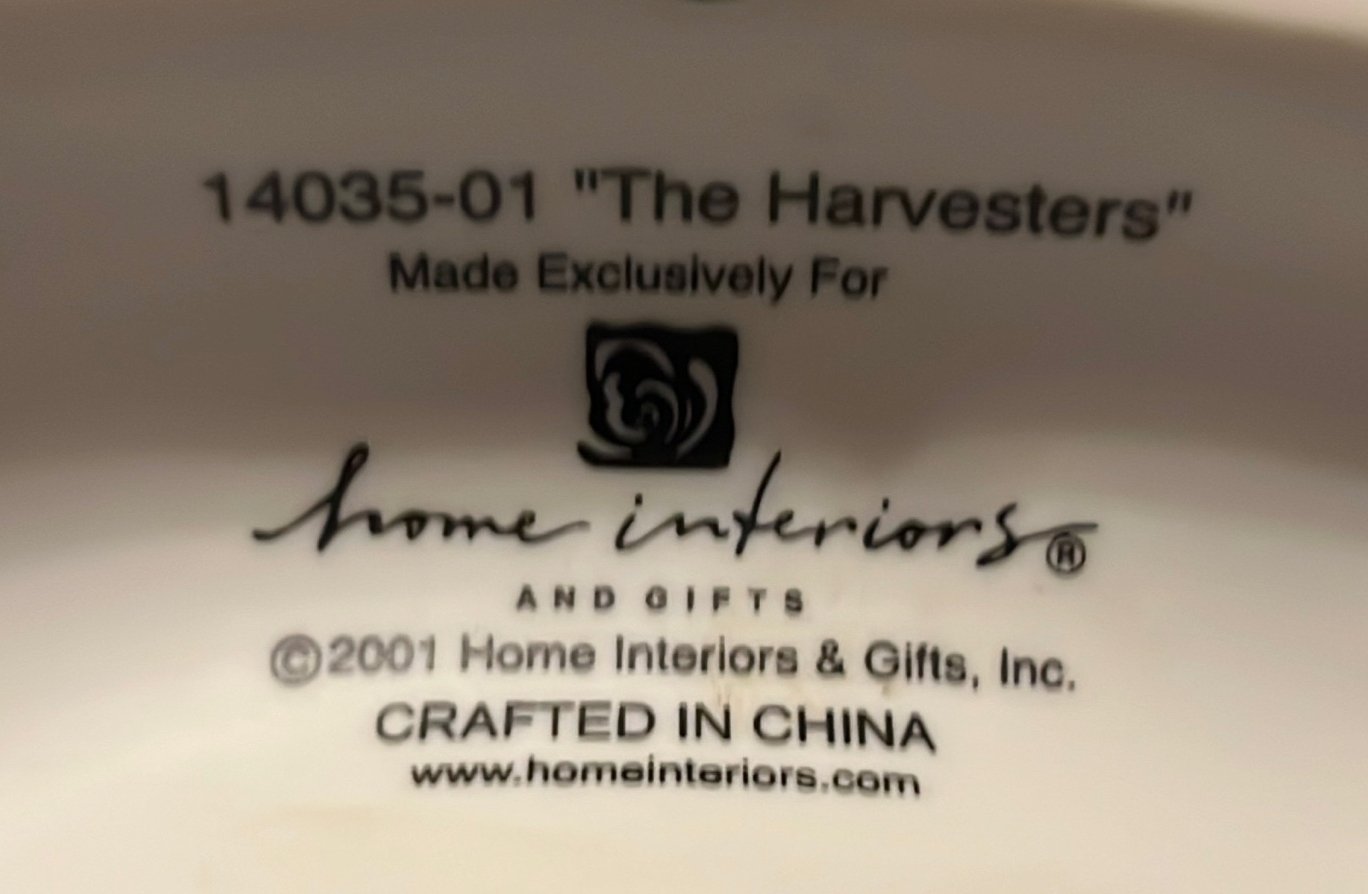 14035-01 "The Harvesters"
Made Exclusively For
home interiors®
AND GIFTS
©2001 Home Interiors & Gifts, Inc.
CRAFTED IN CHINA
www.homeinteriors.com